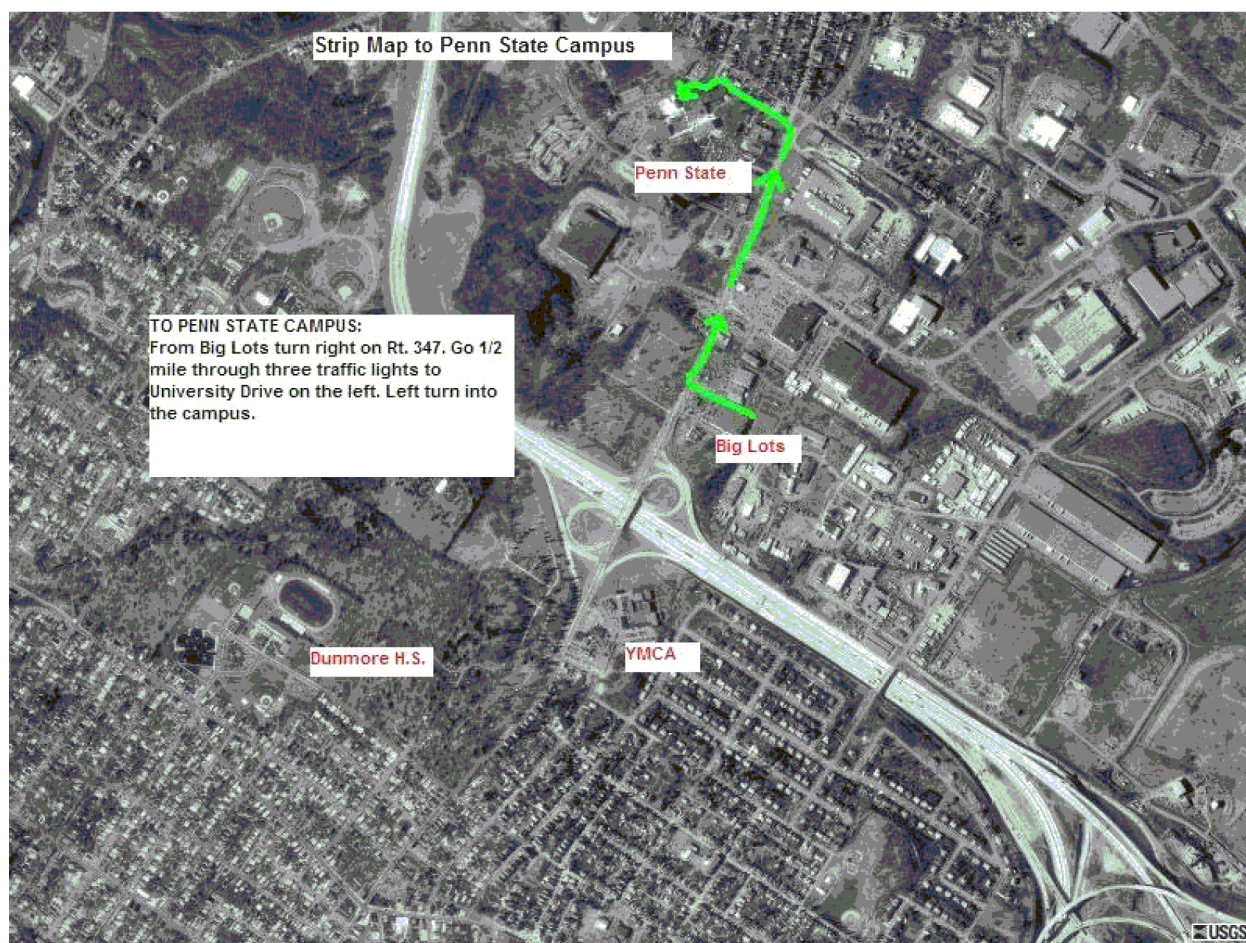 Strip Map to Penn State Campus
Penn State
TO PENN STATE CAMPUS:
From Big Lots turn right on Rt. 347. Go 1/2
mile through three traffic lights to
University Drive on the left. Left turn into
the campus.
Big Lots
Dunmore H.S.
YMCA
USGS